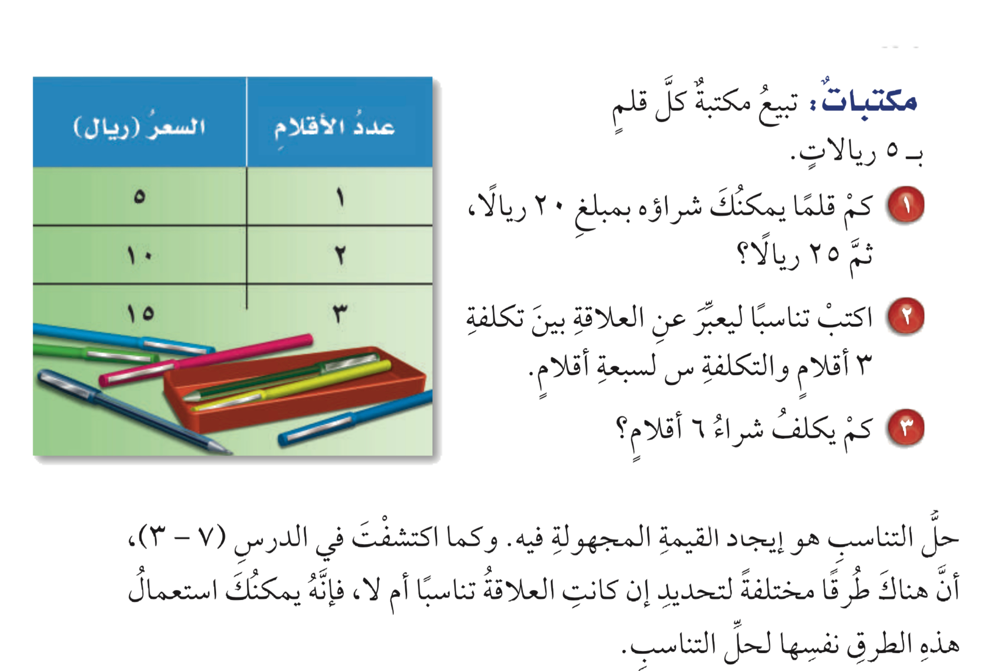 مكتباتٌ: تبيعُ مكتبةٌ كلَّ قلمٍ
بـ ٥ ريالاتٍ.
١ كمْ قلمًا يمكنُكَ شراؤه بمبلغِ ٢٠ ريالًا،
ثمَّ ٢٥ ريالًا؟
٢ اكتبْ تناسبًا ليعبِّرَ عنِ العلاقةِ بينَ تكلفةِ
٣ أقلامٍ والتكلفةِ س لسبعةِ أقلامٍ.
٣ كمْ يكلفُ شراءُ ٦ أقلامٍ؟
عددُ الأقلامِ السعرُ (ريال)
١ ٥
٢ ١٠
٣ ١٥
حلُّ التناسبِ هو إيجاد القيمةِ المجهولةِ فيه. وكما اكتشفْتَ في الدرسِ (٧ – ٣)،
أنَّ هناكَ طُرقًا مختلفةً لتحديدِ إن كانتِ العلاقةُ تناسبًا أم لا، فإنَّهُ يمكنُكَ استعمالُ
هذهِ الطرقِ نفسِها لحلِّ التناسبِ.